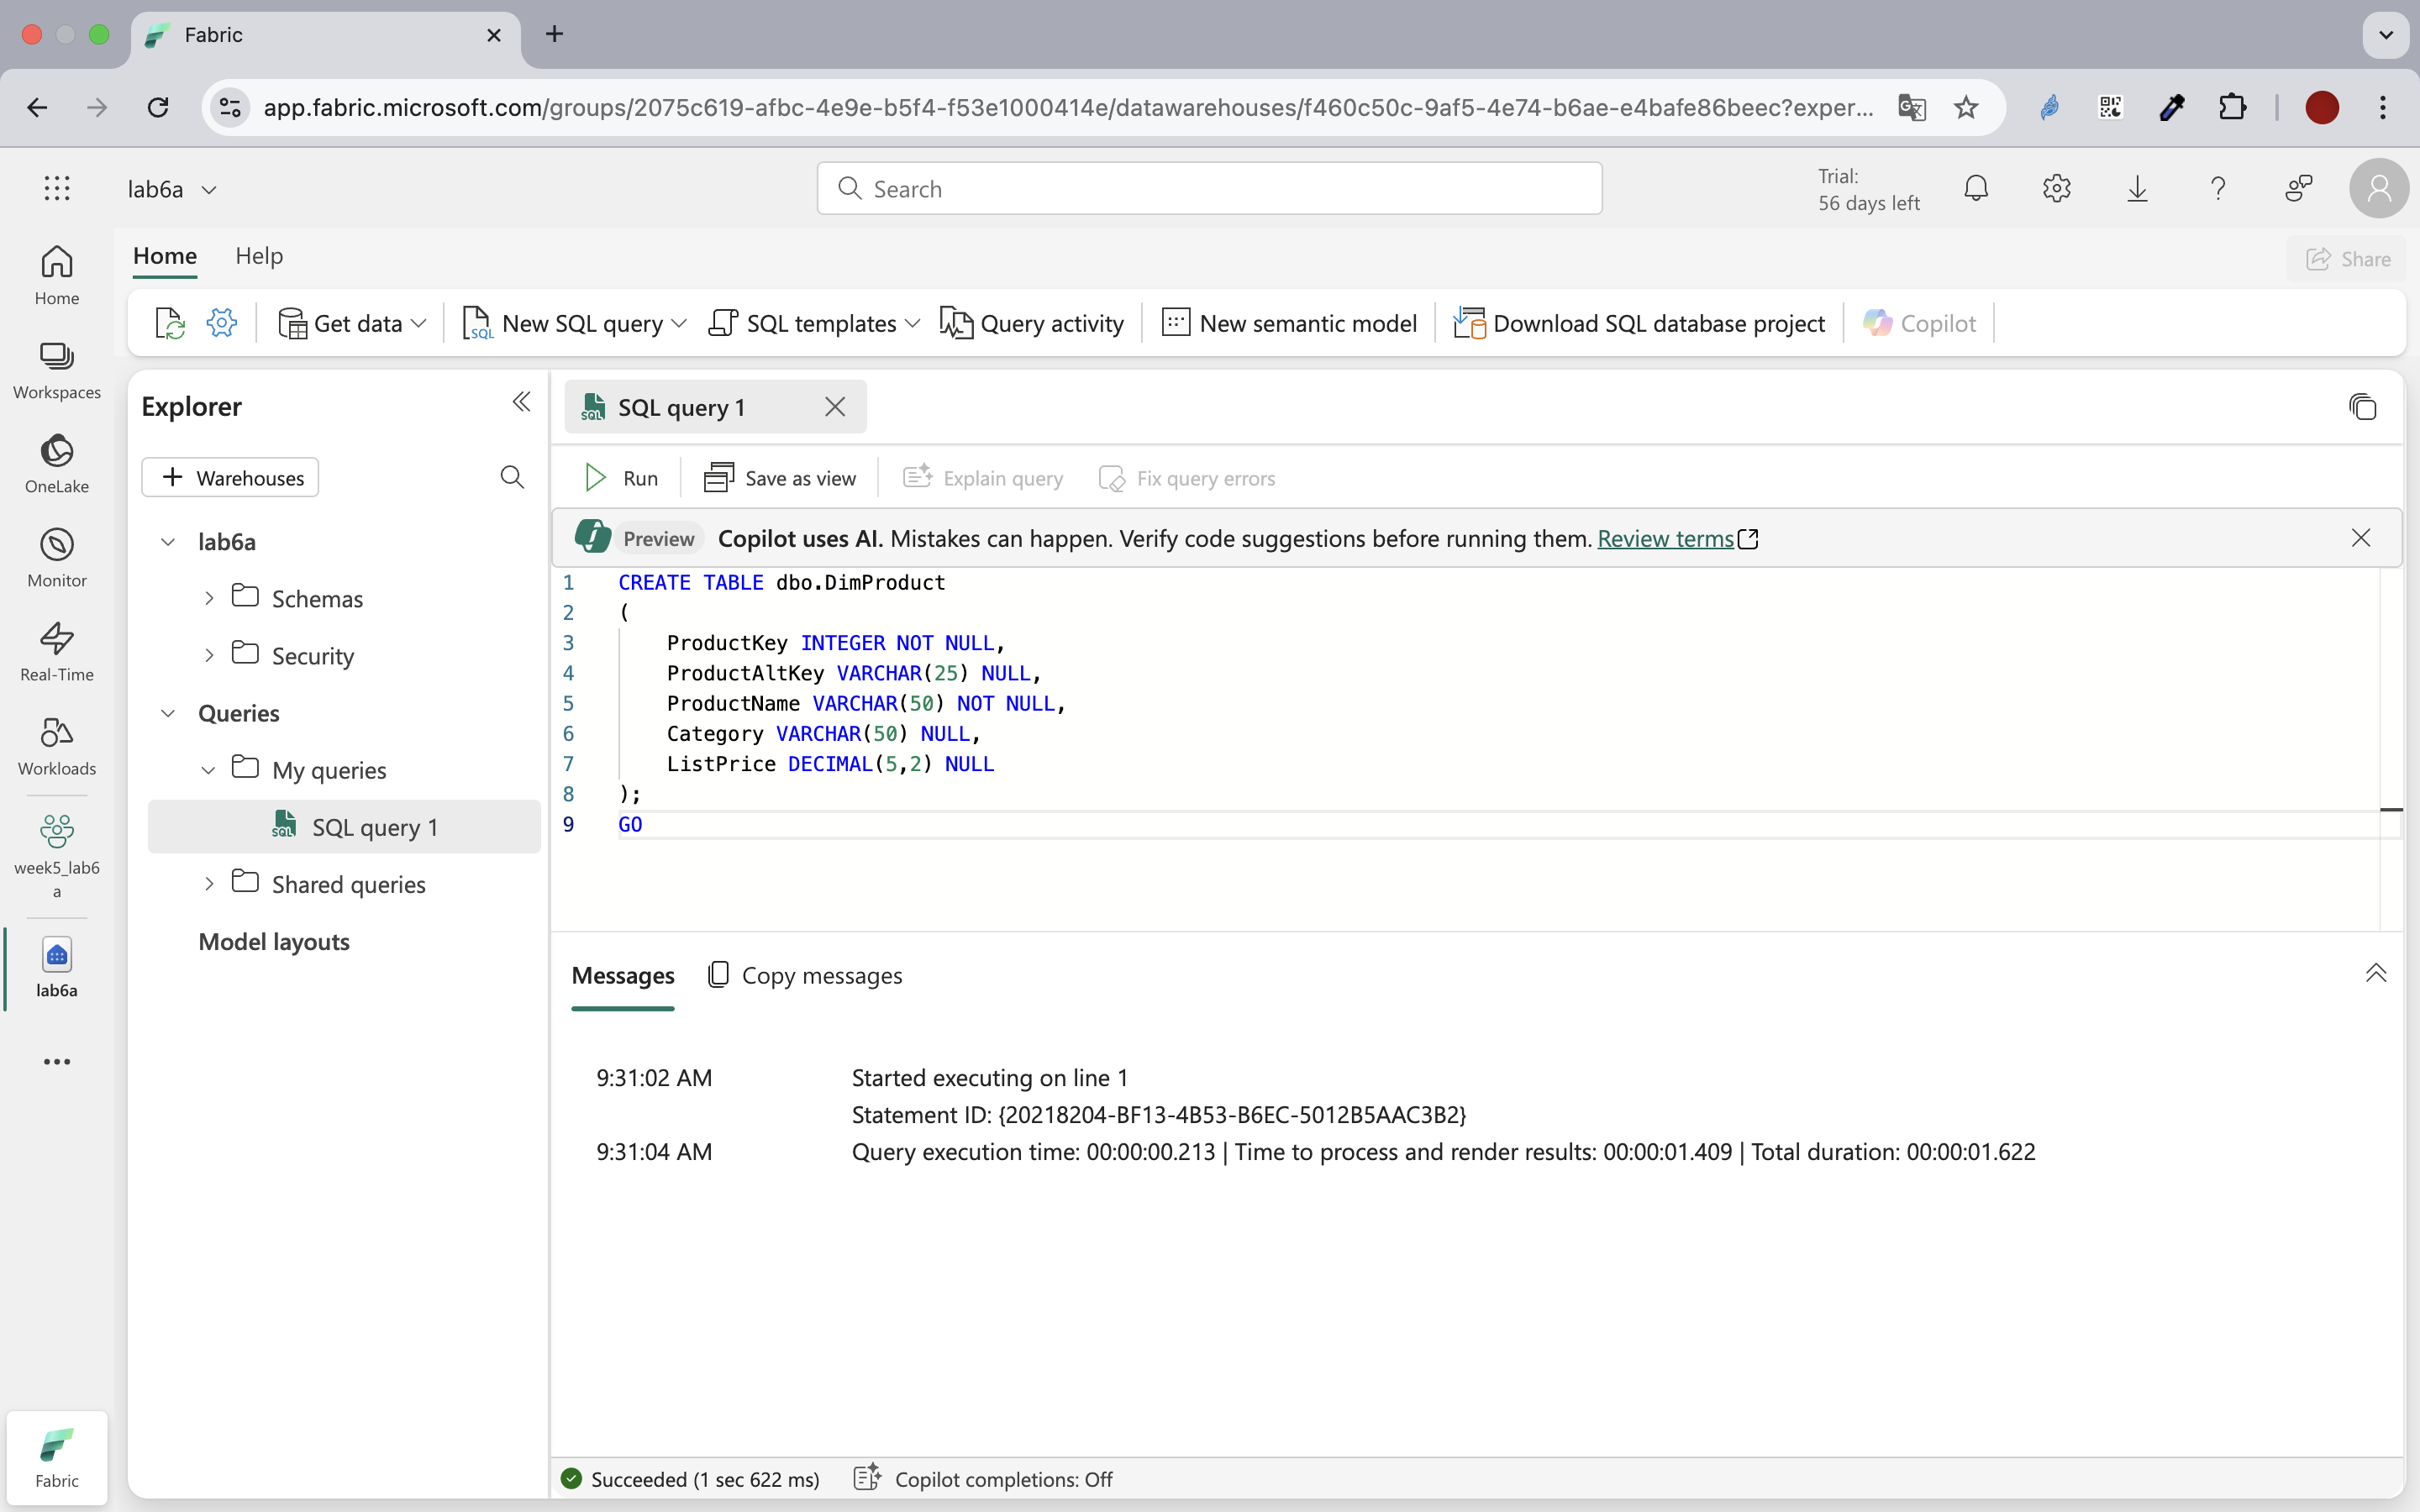 Fabric
app.fabric.microsoft.com/groups/2075c619-afbc-4e9e-b5f4-f53e1000414e/datawarehouses/f460c50c-9af5-4e74-b6ae-e4bafe86beec?exper...
lab6a
Search
Trial:
56 days left
Home
Help
Share
Get data
New SQL query
SQL templates
Query activity
New semantic model
Download SQL database project
Copilot
Home
Workspaces
OneLake
Monitor
Real-Time
Workloads
week5_lab6
a
lab6a
Fabric
Explorer
Warehouses
lab6a
Schemas
Security
Queries
My queries
SQL query 1
Shared queries
Model layouts
SQL query 1
Run
Save as view
Explain query
Fix query errors
Preview Copilot uses AI. Mistakes can happen. Verify code suggestions before running them. Review terms
1 CREATE TABLE dbo.DimProduct
2 (
3 ProductKey INTEGER NOT NULL,
4 ProductAltKey VARCHAR(25) NULL,
5 ProductName VARCHAR(50) NOT NULL,
6 Category VARCHAR(50) NULL,
7 ListPrice DECIMAL(5,2) NULL
8 );
9 GO
Messages
Copy messages
9:31:02 AM Started executing on line 1
Statement ID: {20218204-BF13-4B53-B6EC-5012B5AAC3B2}
9:31:04 AM Query execution time: 00:00:00.213 | Time to process and render results: 00:00:01.409 | Total duration: 00:00:01.622
Succeeded (1 sec 622 ms)
Copilot completions: Off